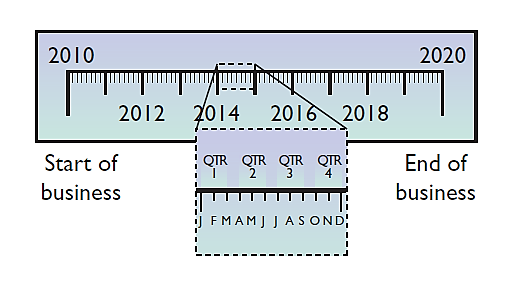 2010 2020
2012 2014 2016 2018
Start of
business
End of
business
QTR QTR QTR QTR
1 2 3 4
J F M A M J J A S O N D